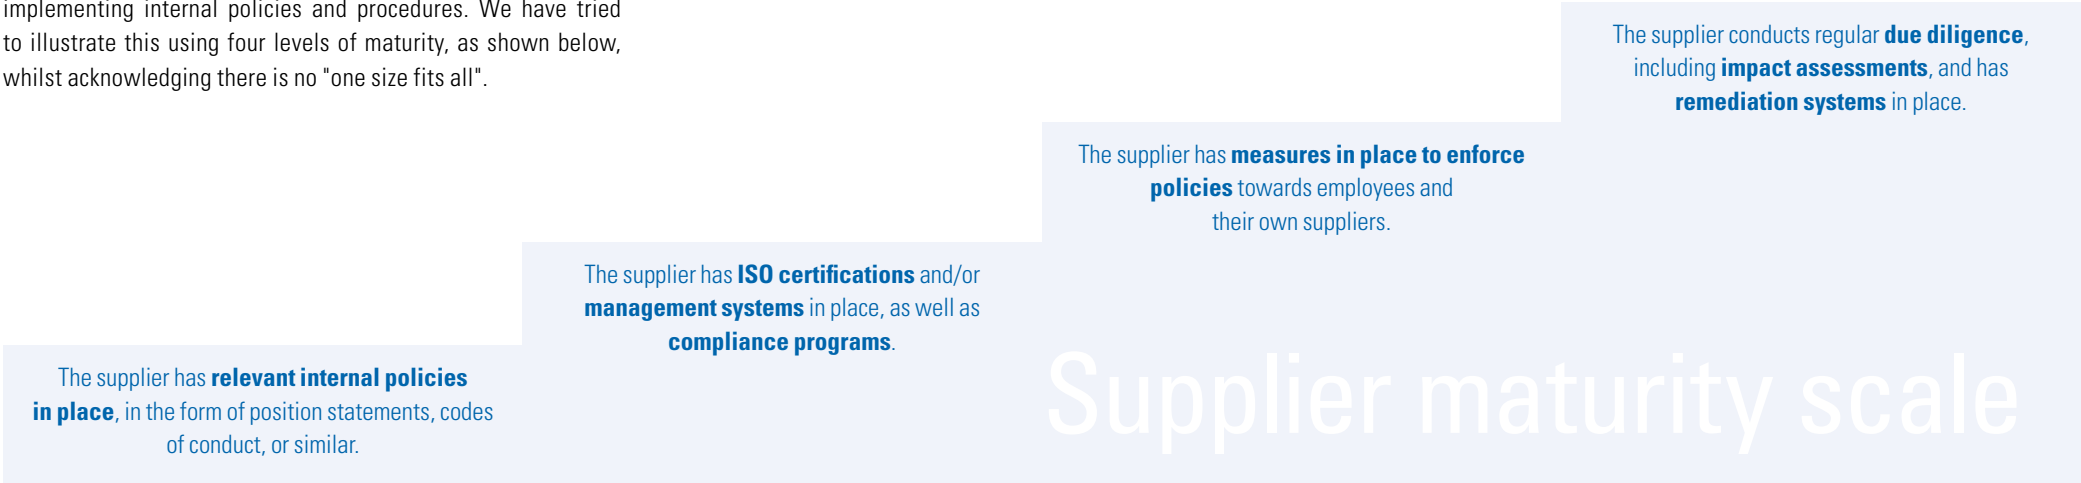 implementing internal policies and procedures. We have tried
to illustrate this using four levels of maturity, as shown below,
whilst acknowledging there is no "one size fits all".
The supplier has relevant internal policies
in place, in the form of position statements, codes
of conduct, or similar.
The supplier has ISO certifications and/or
management systems in place, as well as
compliance programs.
The supplier has measures in place to enforce
policies towards employees and
their own suppliers.
The supplier conducts regular due diligence,
including impact assessments, and has
remediation systems in place.
Supplier maturity scale